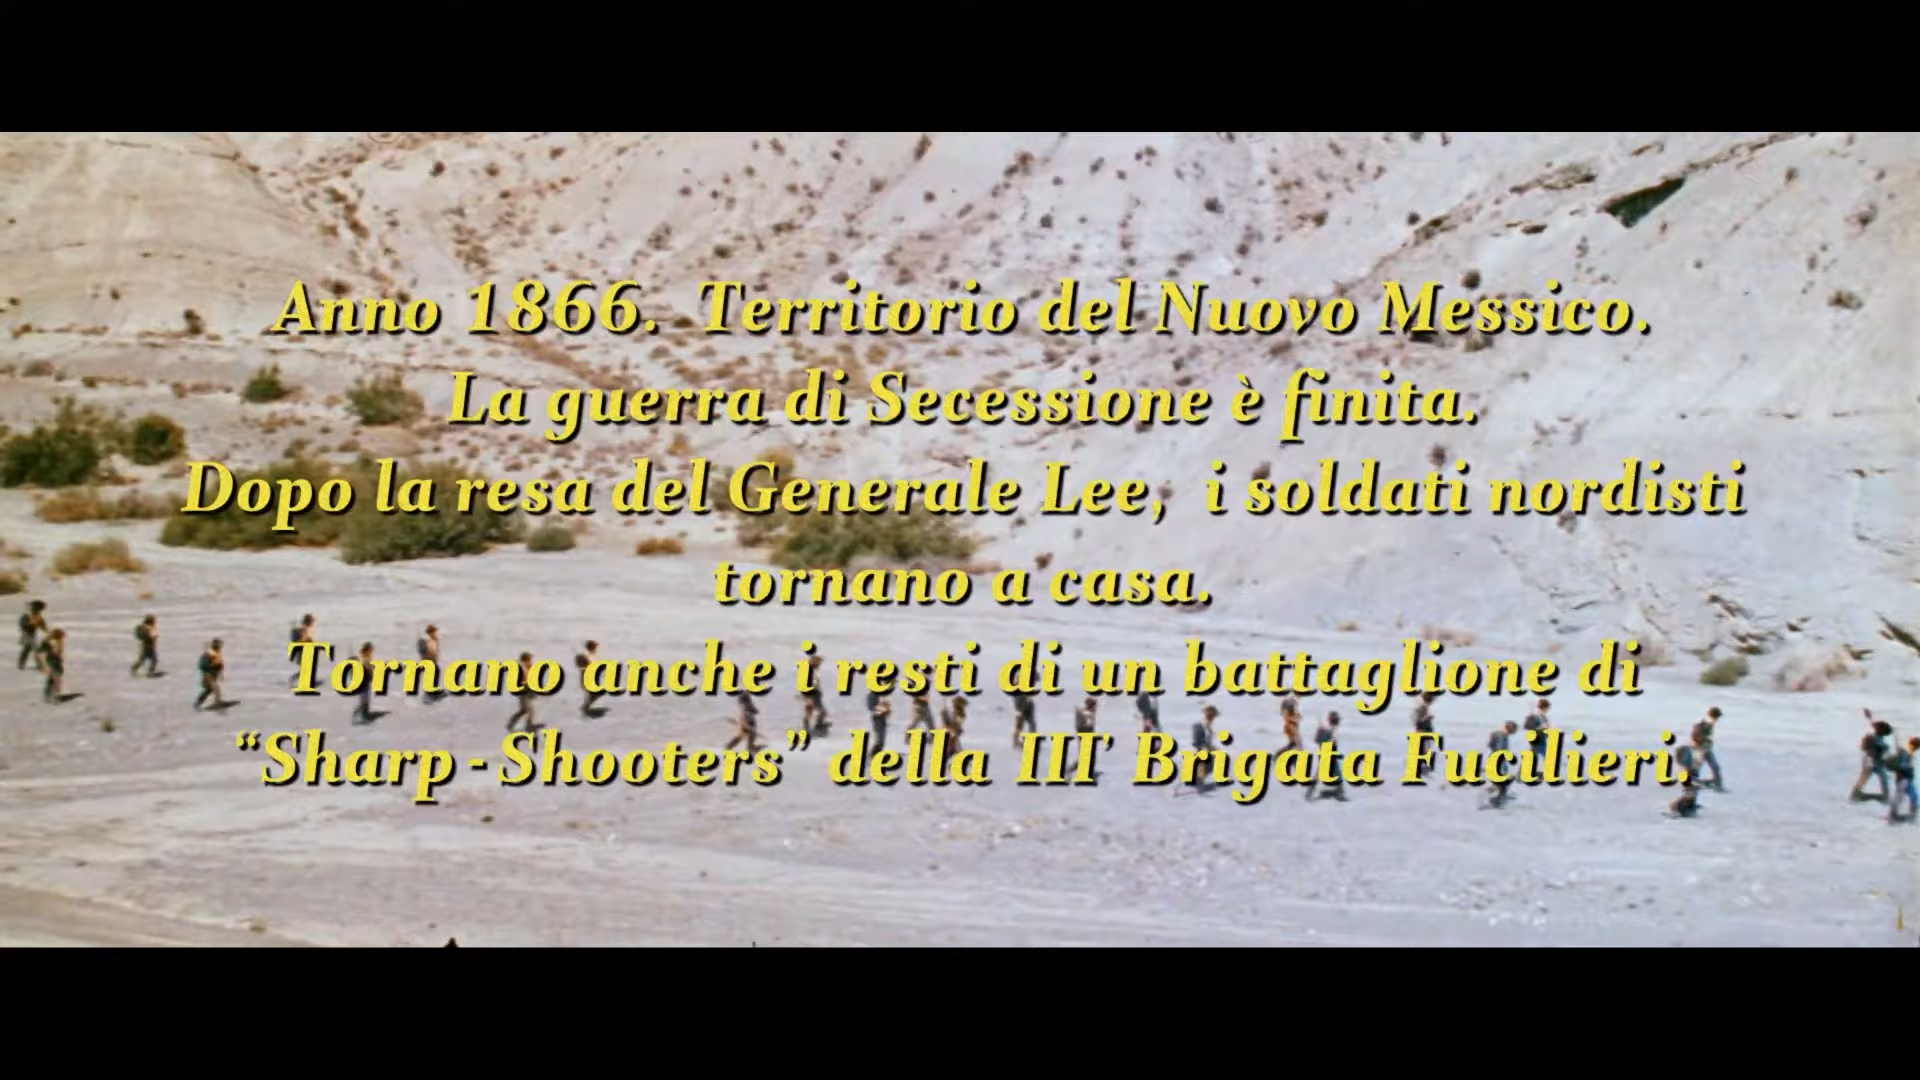 Anno 1866. Territorio del Nuovo Messico.
La guerra di Secessione è finita.
Dopo la resa del Generale Lee, i soldati nordisti
tornano a casa.
Tornano anche i resti di un battaglione di
“Sharp-Shooters” della III' Brigata Fucilieri.